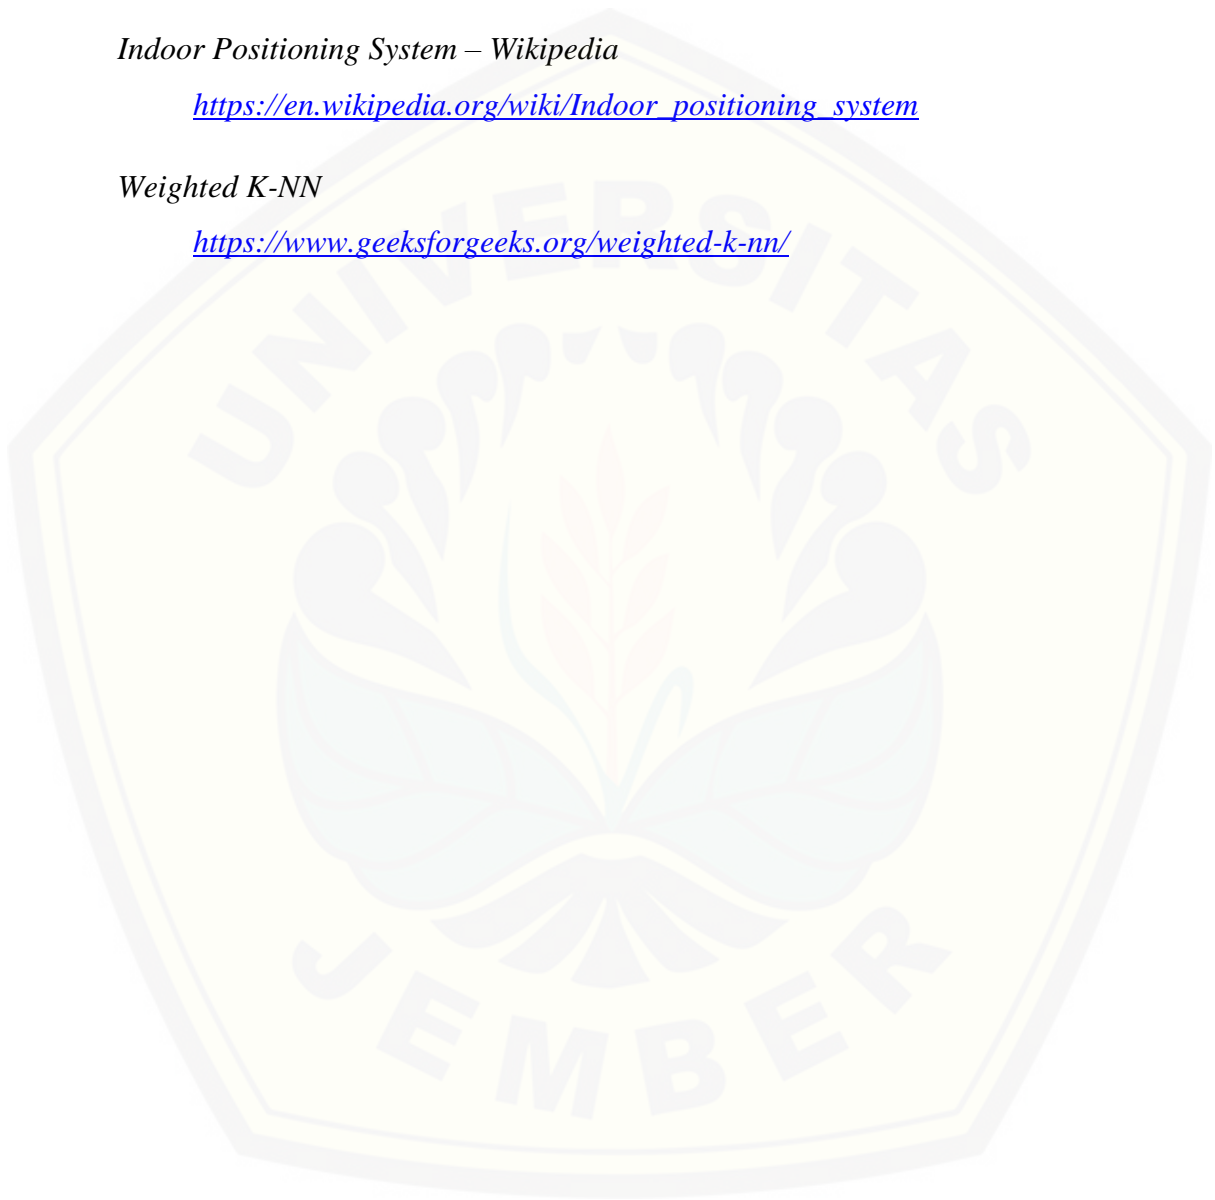 Indoor Positioning System – Wikipedia
https://en.wikipedia.org/wiki/Indoor_positioning_system
Weighted K-NN
https://www.geeksforgeeks.org/weighted-k-nn/
UNIVERSITAS
JEMBER